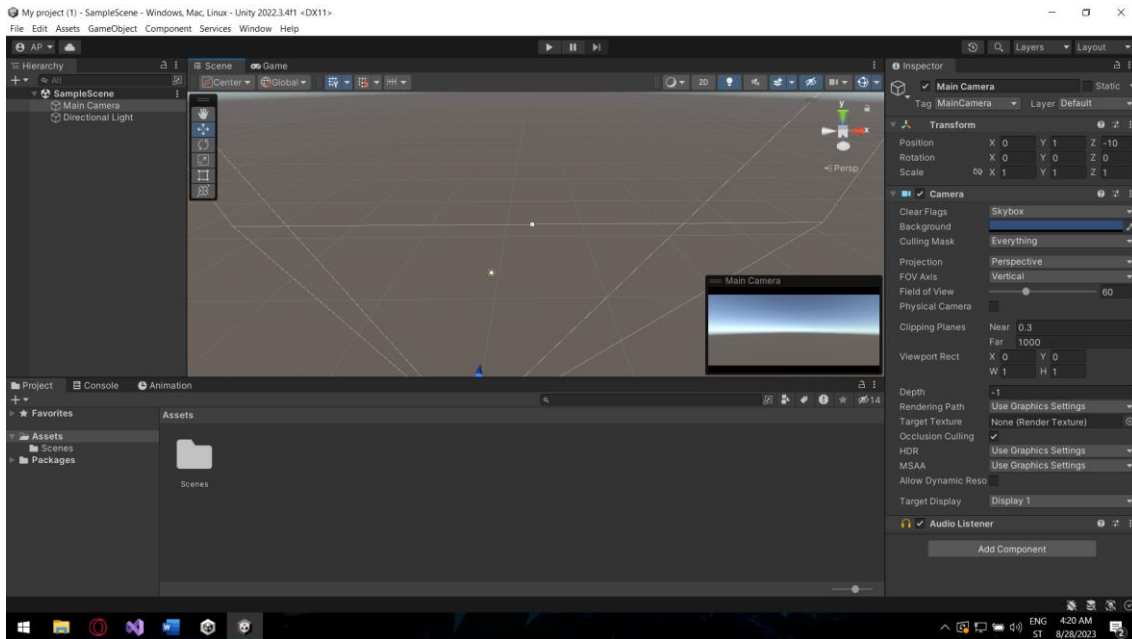 My project (1) - SampleScene - Windows, Mac, Linux - Unity 2022.3.4f1 <DX11>
File Edit Assets GameObject Component Services Window Help
AP
Layers Layout
Hierarchy
All
SampleScene
Main Camera
Directional Light
Scene Game
Center Global 2D
y
x
Persp
Main Camera
Inspector
Main Camera Static
Tag MainCamera Layer Default
Transform
Position X 0 Y 1 Z -10
Rotation X 0 Y 0 Z 0
Scale X 1 Y 1 Z 1
Camera
Clear Flags Skybox
Background
Culling Mask Everything
Projection Perspective
FOV Axis Vertical
Field of View 60
Physical Camera
Clipping Planes Near 0.3
Far 1000
Viewport Rect X 0 Y 0
W 1 H 1
Depth -1
Rendering Path Use Graphics Settings
Target Texture None (Render Texture)
Occlusion Culling
HDR Use Graphics Settings
MSAA Use Graphics Settings
Allow Dynamic Reso
Target Display Display 1
Audio Listener
Add Component
Project Console Animation
14
Favorites
Assets
Scenes
Packages
Assets
Scenes
ENG 4:20 AM
ST 8/28/2023
2